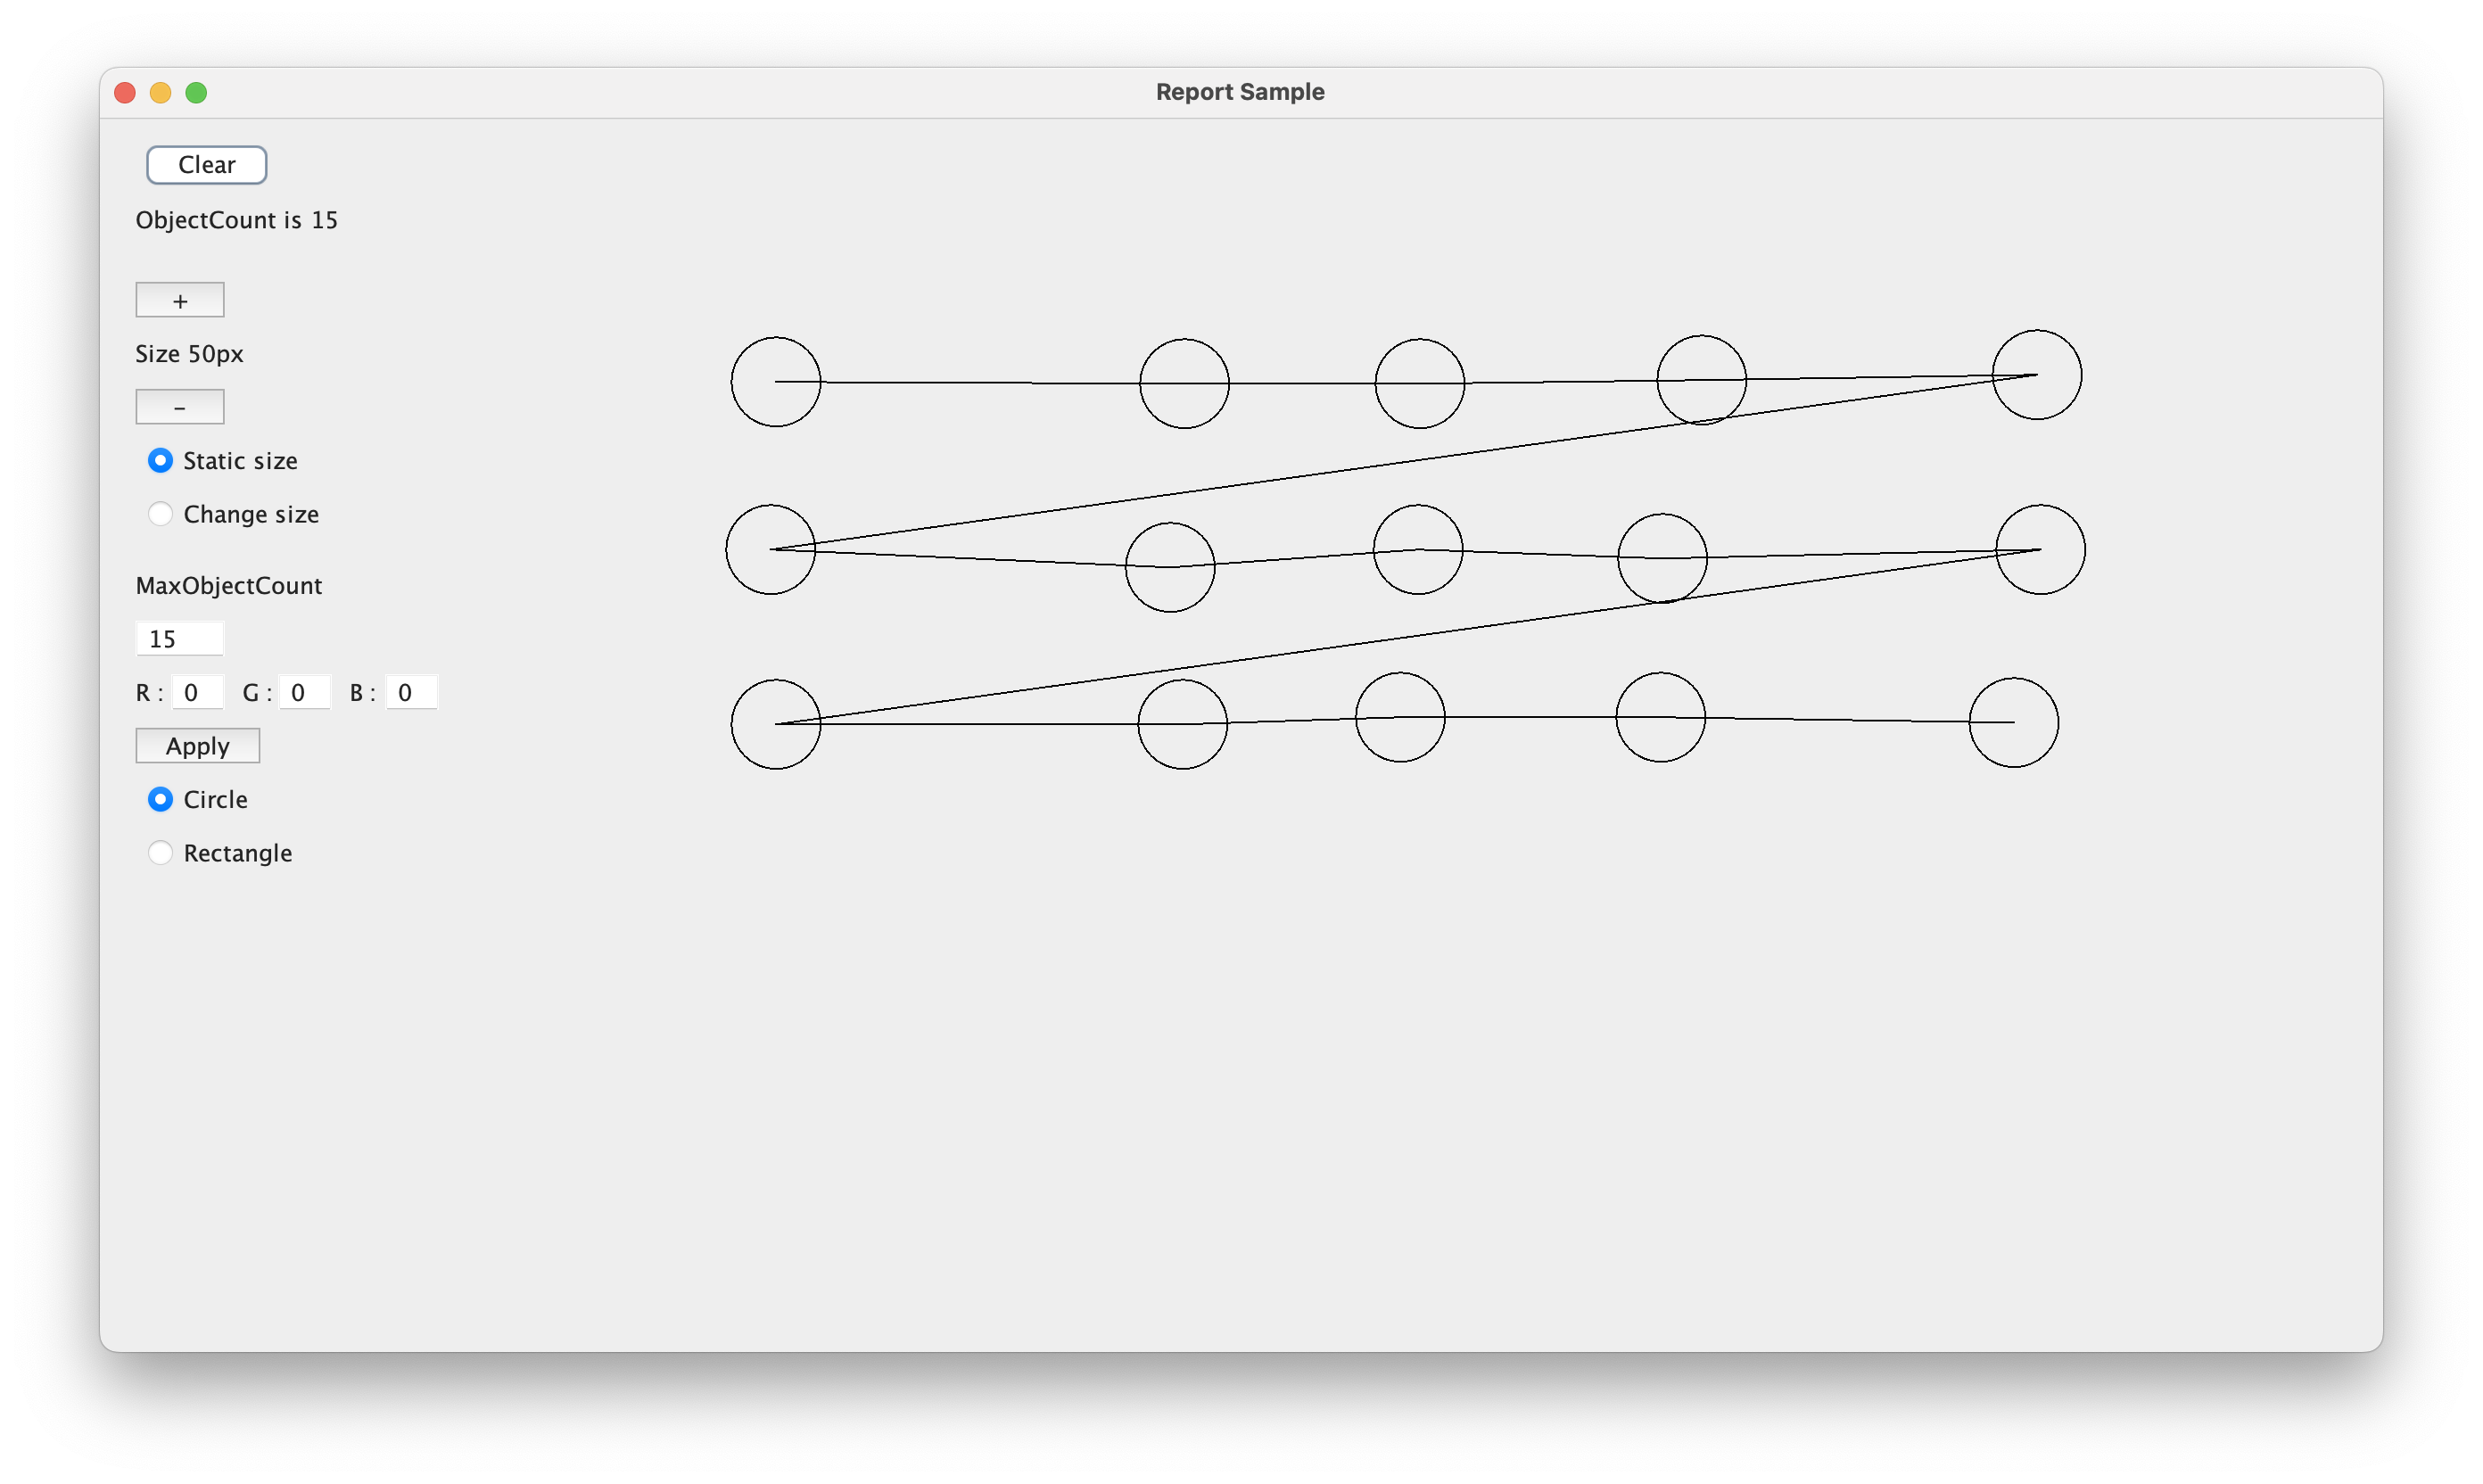 Report Sample
Clear
ObjectCount is 15
+
Size 50px
-
Static size
Change size
MaxObjectCount
15
R : 0 G : 0 B : 0
Apply
Circle
Rectangle